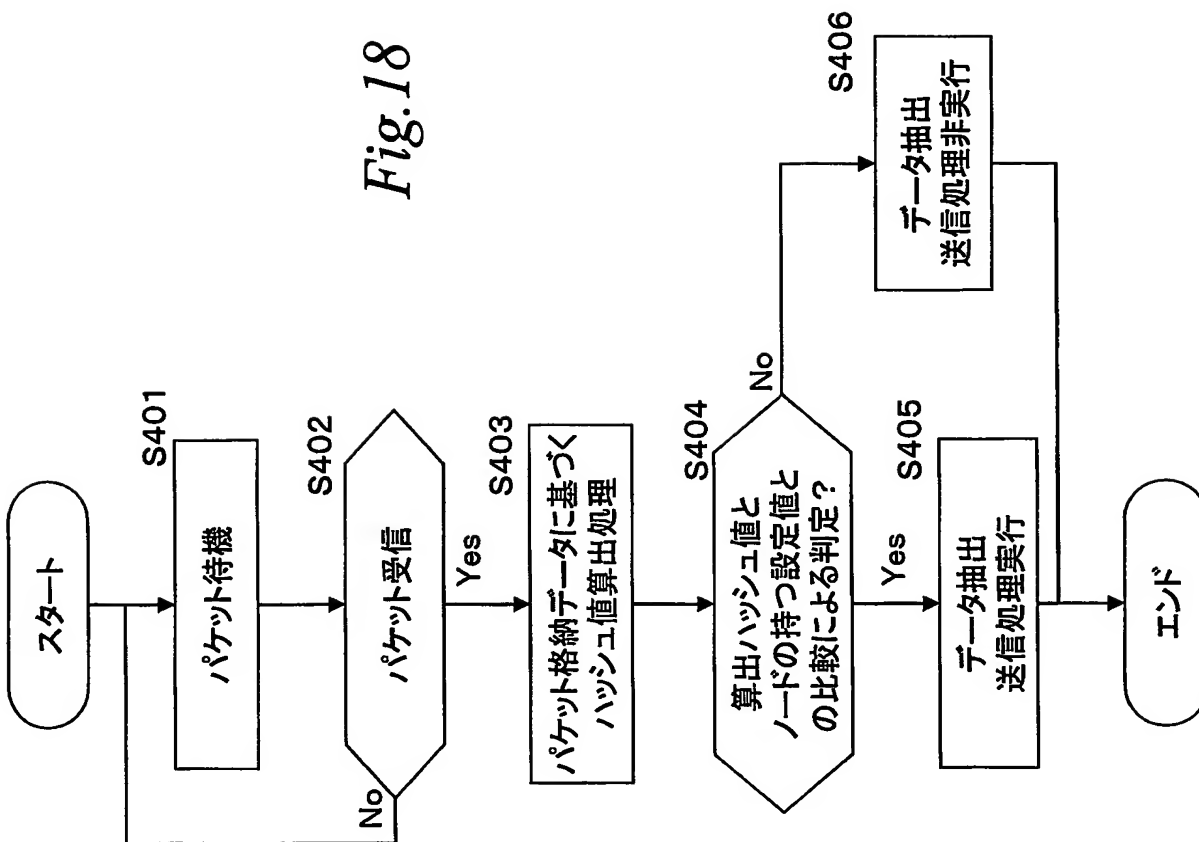 Fig.18
スタート
S401
パケット待機
S402
パケット受信
No
Yes
S403
パケット格納データに基づく
ハッシュ値算出処理
S404
算出ハッシュ値と
ノードの持つ設定値と
の比較による判定？
No
Yes
S405
データ抽出
送信処理実行
S406
データ抽出
送信処理非実行
エンド